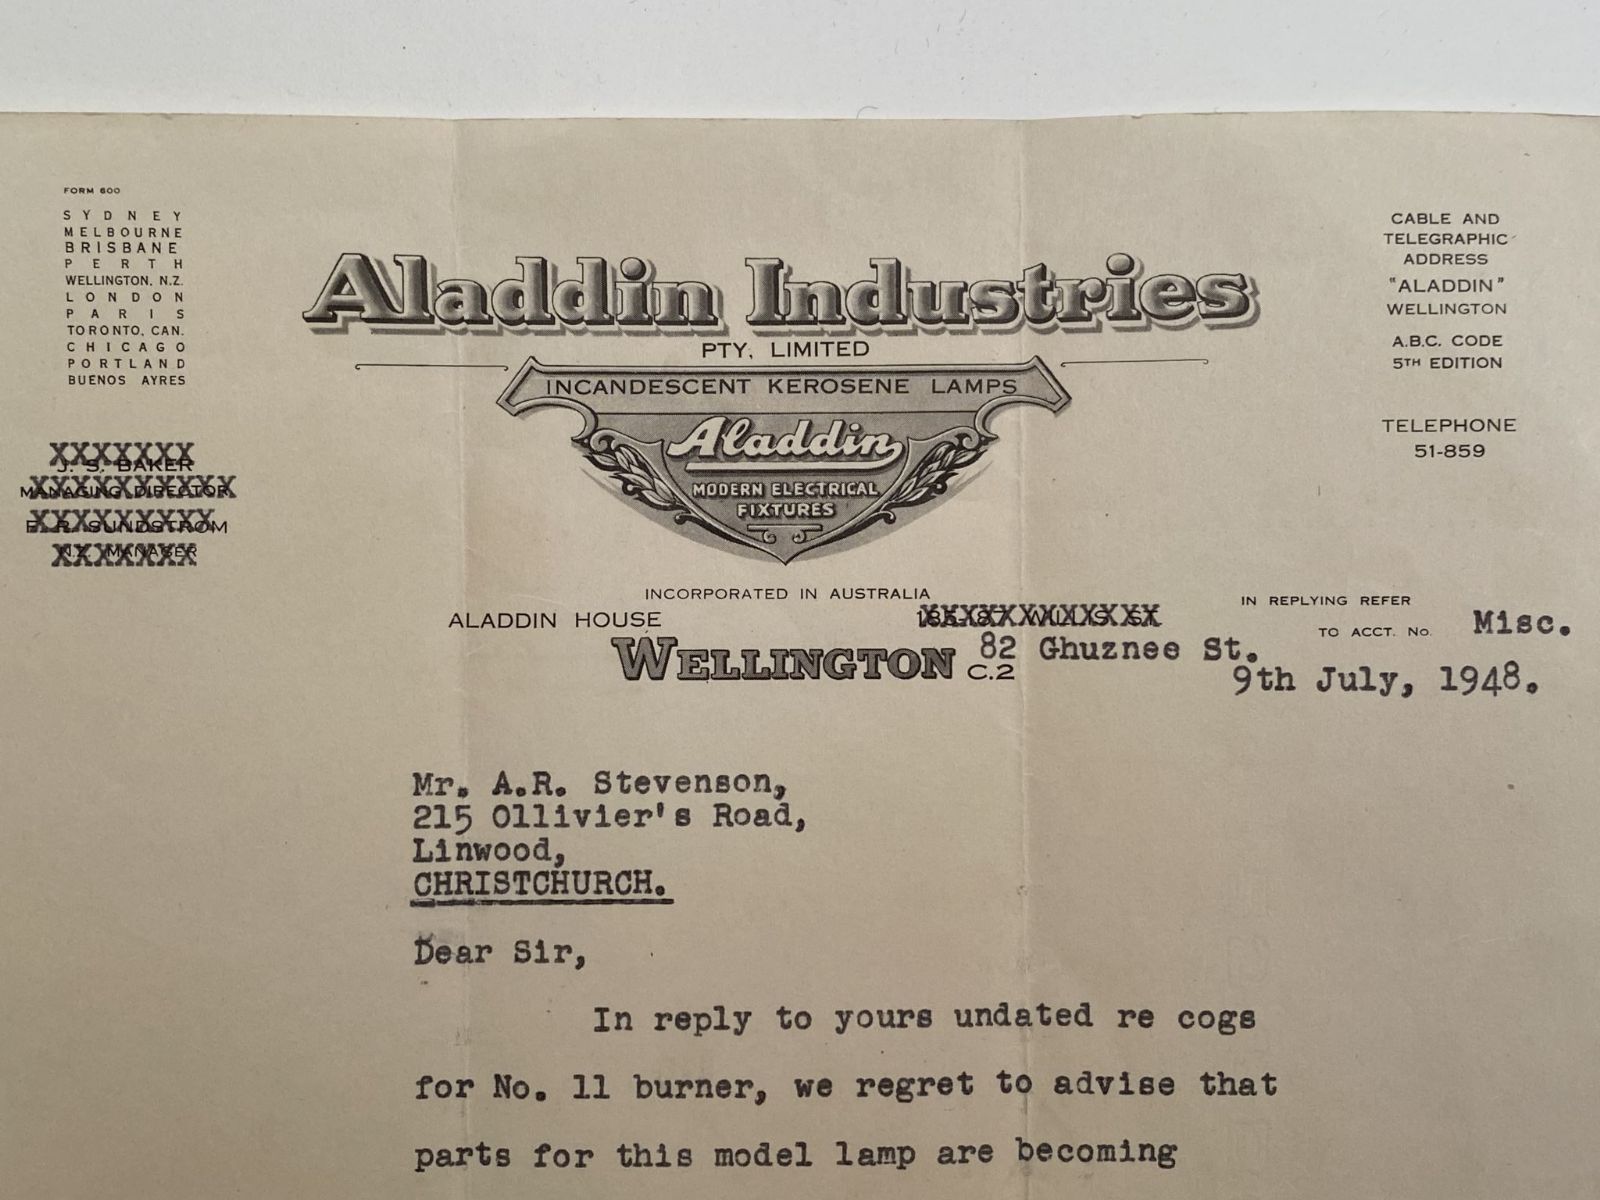 FORM 600
SYDNEY
MELBOURNE
BRISBANE
PERTH
WELLINGTON, N.Z.
LONDON
PARIS
TORONTO, CAN.
CHICAGO
PORTLAND
BUENOS AYRES
J. S. BAKER
MANAGING DIRECTOR
E. R. SUNDSTROM
N.Z. MANAGER
Aladdin Industries
PTY. LIMITED
INCANDESCENT KEROSENE LAMPS
Aladdin
MODERN ELECTRICAL
FIXTURES
CABLE AND
TELEGRAPHIC
ADDRESS
"ALADDIN"
WELLINGTON
A.B.C. CODE
5TH EDITION
TELEPHONE
51-859
INCORPORATED IN AUSTRALIA
ALADDIN HOUSE 185-187 WILLIS ST.
WELLINGTON C.2
82 Ghuznee St.
IN REPLYING REFER
TO ACCT. No. Misc.
9th July, 1948.
Mr. A.R. Stevenson,
215 Ollivier's Road,
Linwood,
CHRISTCHURCH.
Dear Sir,
In reply to yours undated re cogs
for No. 11 burner, we regret to advise that
parts for this model lamp are becoming